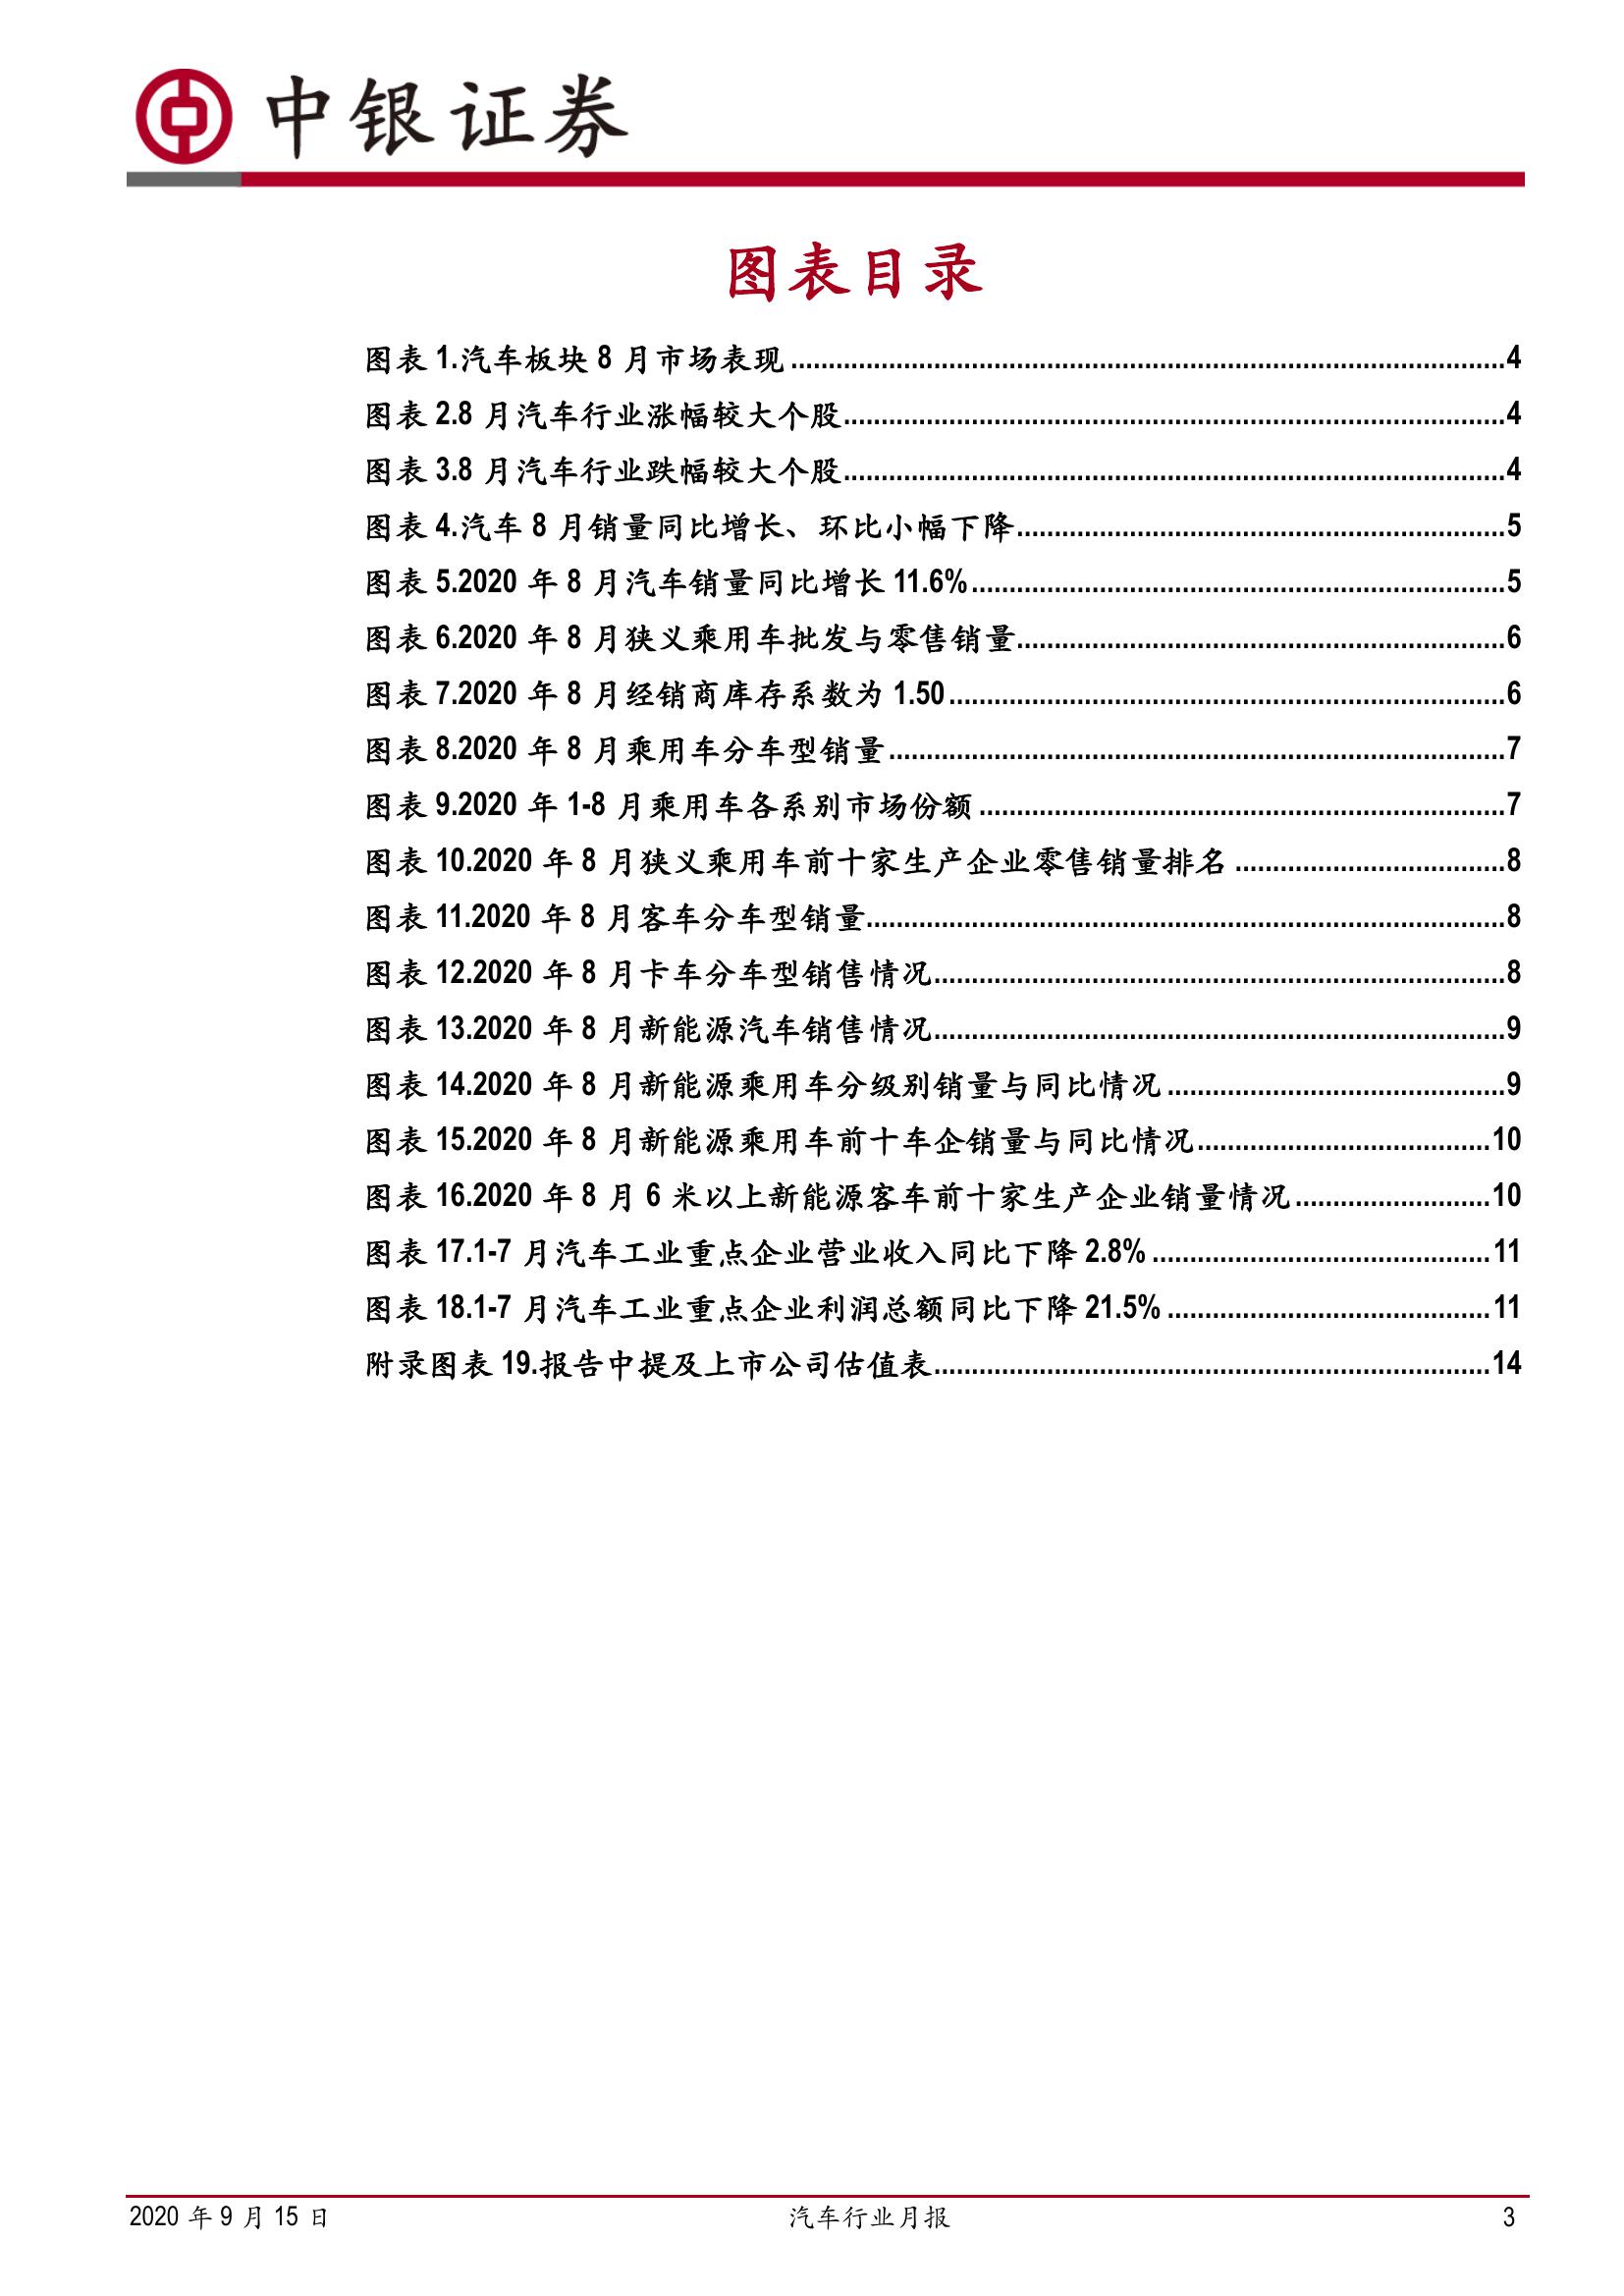 中银证券
图表目录
图表 1.汽车板块 8 月市场表现 ..........4
图表 2.8 月汽车行业涨幅较大个股..........4
图表 3.8 月汽车行业跌幅较大个股..........4
图表 4.汽车 8 月销量同比增长、环比小幅下降..........5
图表 5.2020 年 8 月汽车销量同比增长 11.6%..........5
图表 6.2020 年 8 月狭义乘用车批发与零售销量..........6
图表 7.2020 年 8 月经销商库存系数为 1.50..........6
图表 8.2020 年 8 月乘用车分车型销量..........7
图表 9.2020 年 1-8 月乘用车各系别市场份额 ..........7
图表 10.2020 年 8 月狭义乘用车前十家生产企业零售销量排名 ..........8
图表 11.2020 年 8 月客车分车型销量..........8
图表 12.2020 年 8 月卡车分车型销售情况..........8
图表 13.2020 年 8 月新能源汽车销售情况..........9
图表 14.2020 年 8 月新能源乘用车分级别销量与同比情况 ..........9
图表 15.2020 年 8 月新能源乘用车前十车企销量与同比情况..........10
图表 16.2020 年 8 月 6 米以上新能源客车前十家生产企业销量情况..........10
图表 17.1-7 月汽车工业重点企业营业收入同比下降 2.8% ..........11
图表 18.1-7 月汽车工业重点企业利润总额同比下降 21.5% ..........11
附录图表 19.报告中提及上市公司估值表..........14
2020 年 9 月 15 日 汽车行业月报 3